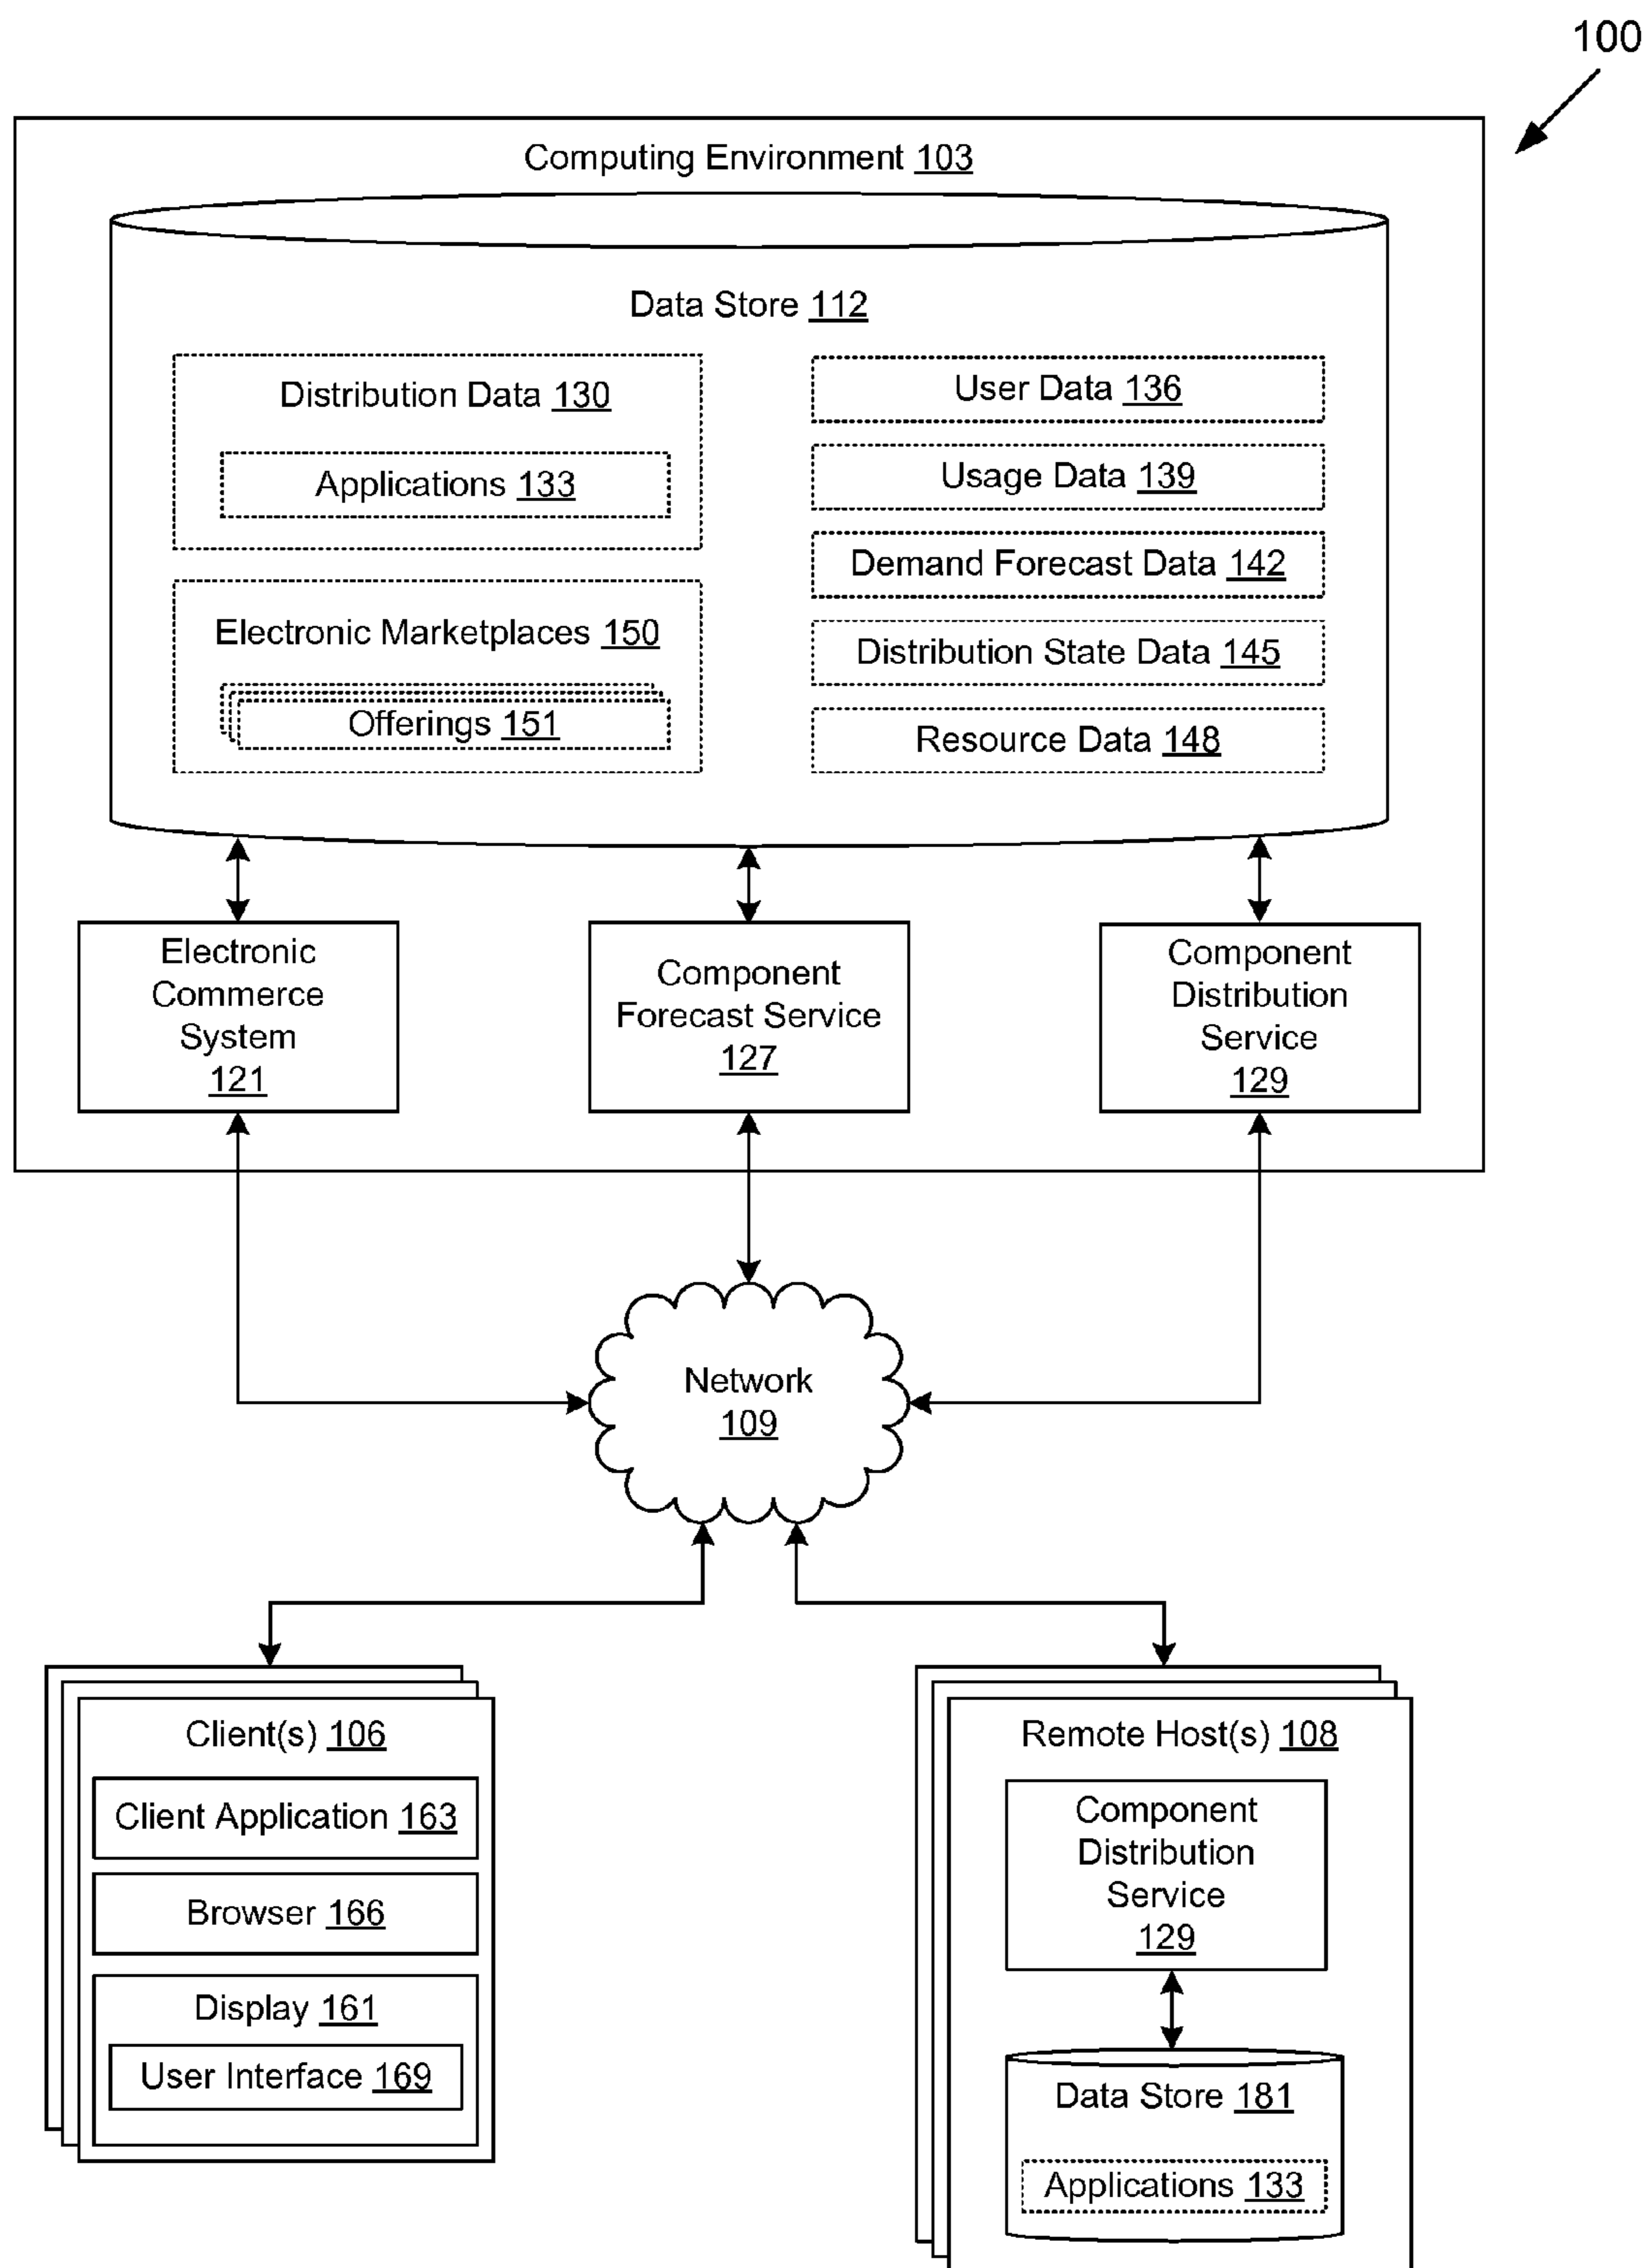 100
Computing Environment 103
Data Store 112
Distribution Data 130
Applications 133
Electronic Marketplaces 150
Offerings 151
User Data 136
Usage Data 139
Demand Forecast Data 142
Distribution State Data 145
Resource Data 148
Electronic
Commerce
System
121
Component
Forecast Service
127
Component
Distribution
Service
129
Network
109
Client(s) 106
Client Application 163
Browser 166
Display 161
User Interface 169
Remote Host(s) 108
Component
Distribution
Service
129
Data Store 181
Applications 133